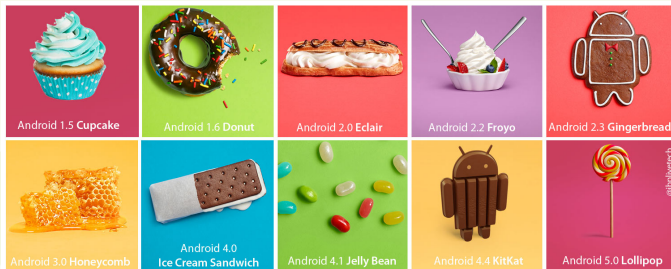 Android 1.5 Cupcake
Android 1.6 Donut
Android 2.0 Eclair
Android 2.2 Froyo
Android 2.3 Gingerbread
Android 3.0 Honeycomb
Android 4.0
Ice Cream Sandwich
Android 4.1 Jelly Bean
Android 4.4 KitKat
Android 5.0 Lollipop